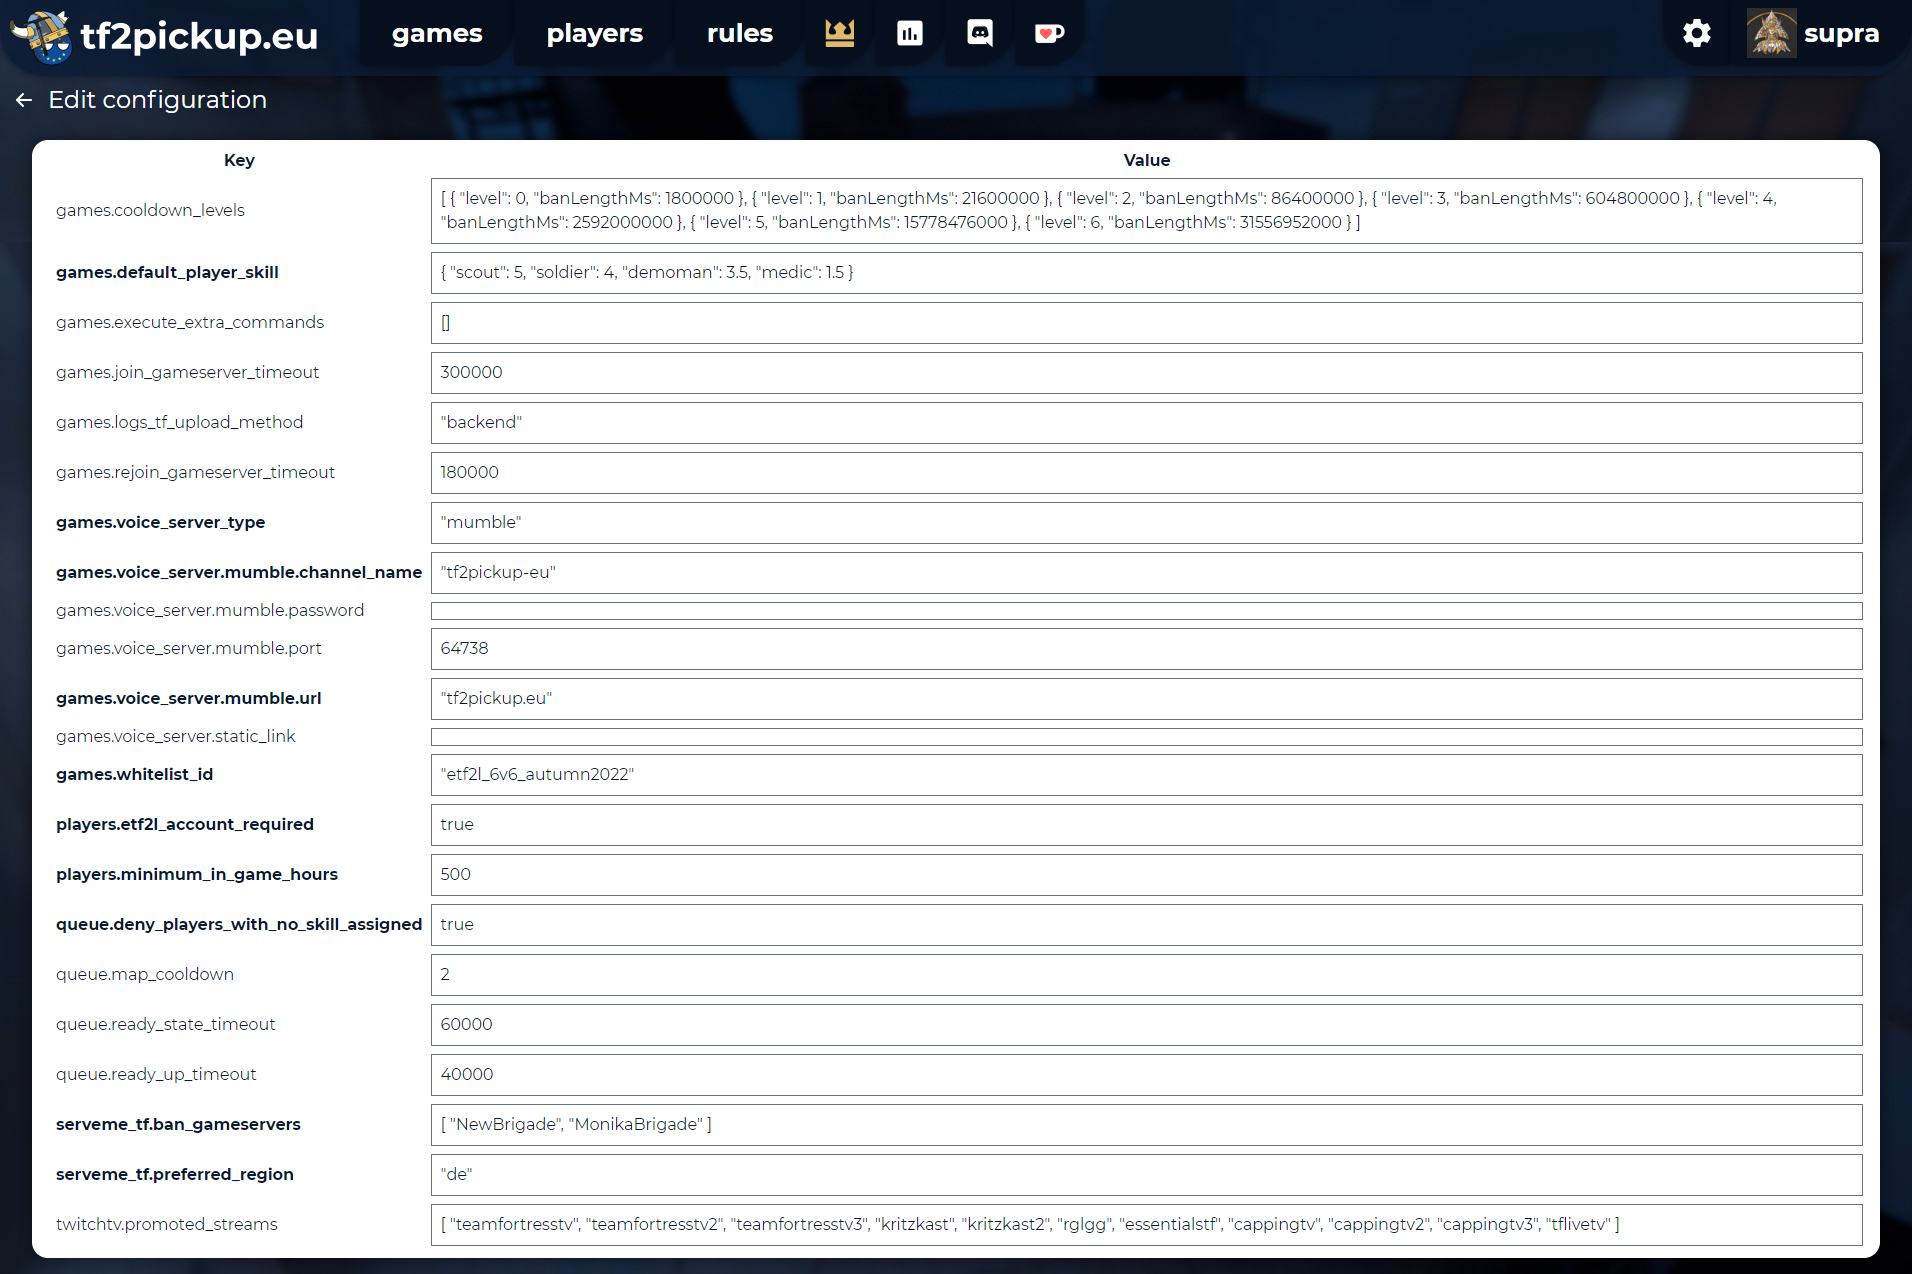 tf2pickup.eu games players rules supra
Edit configuration
Key Value
games.cooldown_levels
[ { "level": 0, "banLengthMs": 1800000 }, { "level": 1, "banLengthMs": 21600000 }, { "level": 2, "banLengthMs": 86400000 }, { "level": 3, "banLengthMs": 604800000 }, { "level": 4,
"banLengthMs": 2592000000 }, { "level": 5, "banLengthMs": 15778476000 }, { "level": 6, "banLengthMs": 31556952000 } ]
games.default_player_skill { "scout": 5, "soldier": 4, "demoman": 3.5, "medic": 1.5 }
games.execute_extra_commands []
games.join_gameserver_timeout 300000
games.logs_tf_upload_method "backend"
games.rejoin_gameserver_timeout 180000
games.voice_server_type "mumble"
games.voice_server.mumble.channel_name "tf2pickup-eu"
games.voice_server.mumble.password
games.voice_server.mumble.port 64738
games.voice_server.mumble.url "tf2pickup.eu"
games.voice_server.static_link
games.whitelist_id "etf2l_6v6_autumn2022"
players.etf2l_account_required true
players.minimum_in_game_hours 500
queue.deny_players_with_no_skill_assigned true
queue.map_cooldown 2
queue.ready_state_timeout 60000
queue.ready_up_timeout 40000
serveme_tf.ban_gameservers [ "NewBrigade", "MonikaBrigade" ]
serveme_tf.preferred_region "de"
twitchtv.promoted_streams [ "teamfortresstv", "teamfortresstv2", "teamfortresstv3", "kritzkast", "kritzkast2", "rglgg", "essentialstf", "cappingtv", "cappingtv2", "cappingtv3", "tflivetv" ]